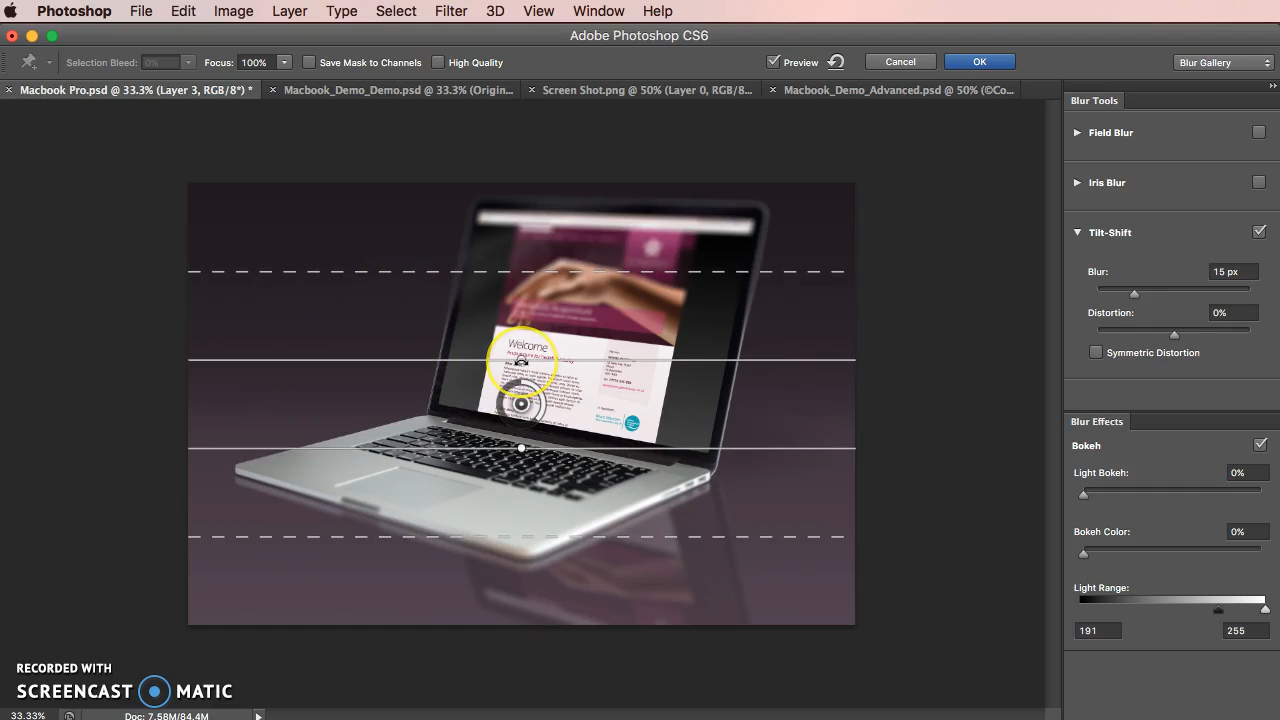 Photoshop File Edit Image Layer Type Select Filter 3D View Window Help
Adobe Photoshop CS6
Selection Bleed: 0% Focus: 100% Save Mask to Channels High Quality Preview Cancel OK Blur Gallery
× Macbook Pro.psd @ 33.3% (Layer 3, RGB/8*) * × Macbook_Demo_Demo.psd @ 33.3% (Origin... × Screen Shot.png @ 50% (Layer 0, RGB/8... × Macbook_Demo_Advanced.psd @ 50% (©Co...
Blur Tools
Field Blur
Iris Blur
Tilt-Shift
Blur: 15 px
Distortion: 0%
Symmetric Distortion
Blur Effects
Bokeh
Light Bokeh: 0%
Bokeh Color: 0%
Light Range:
191 255
Welcome
RECORDED WITH
SCREENCAST MATIC
33.33% Doc: 7.58M/84.4M